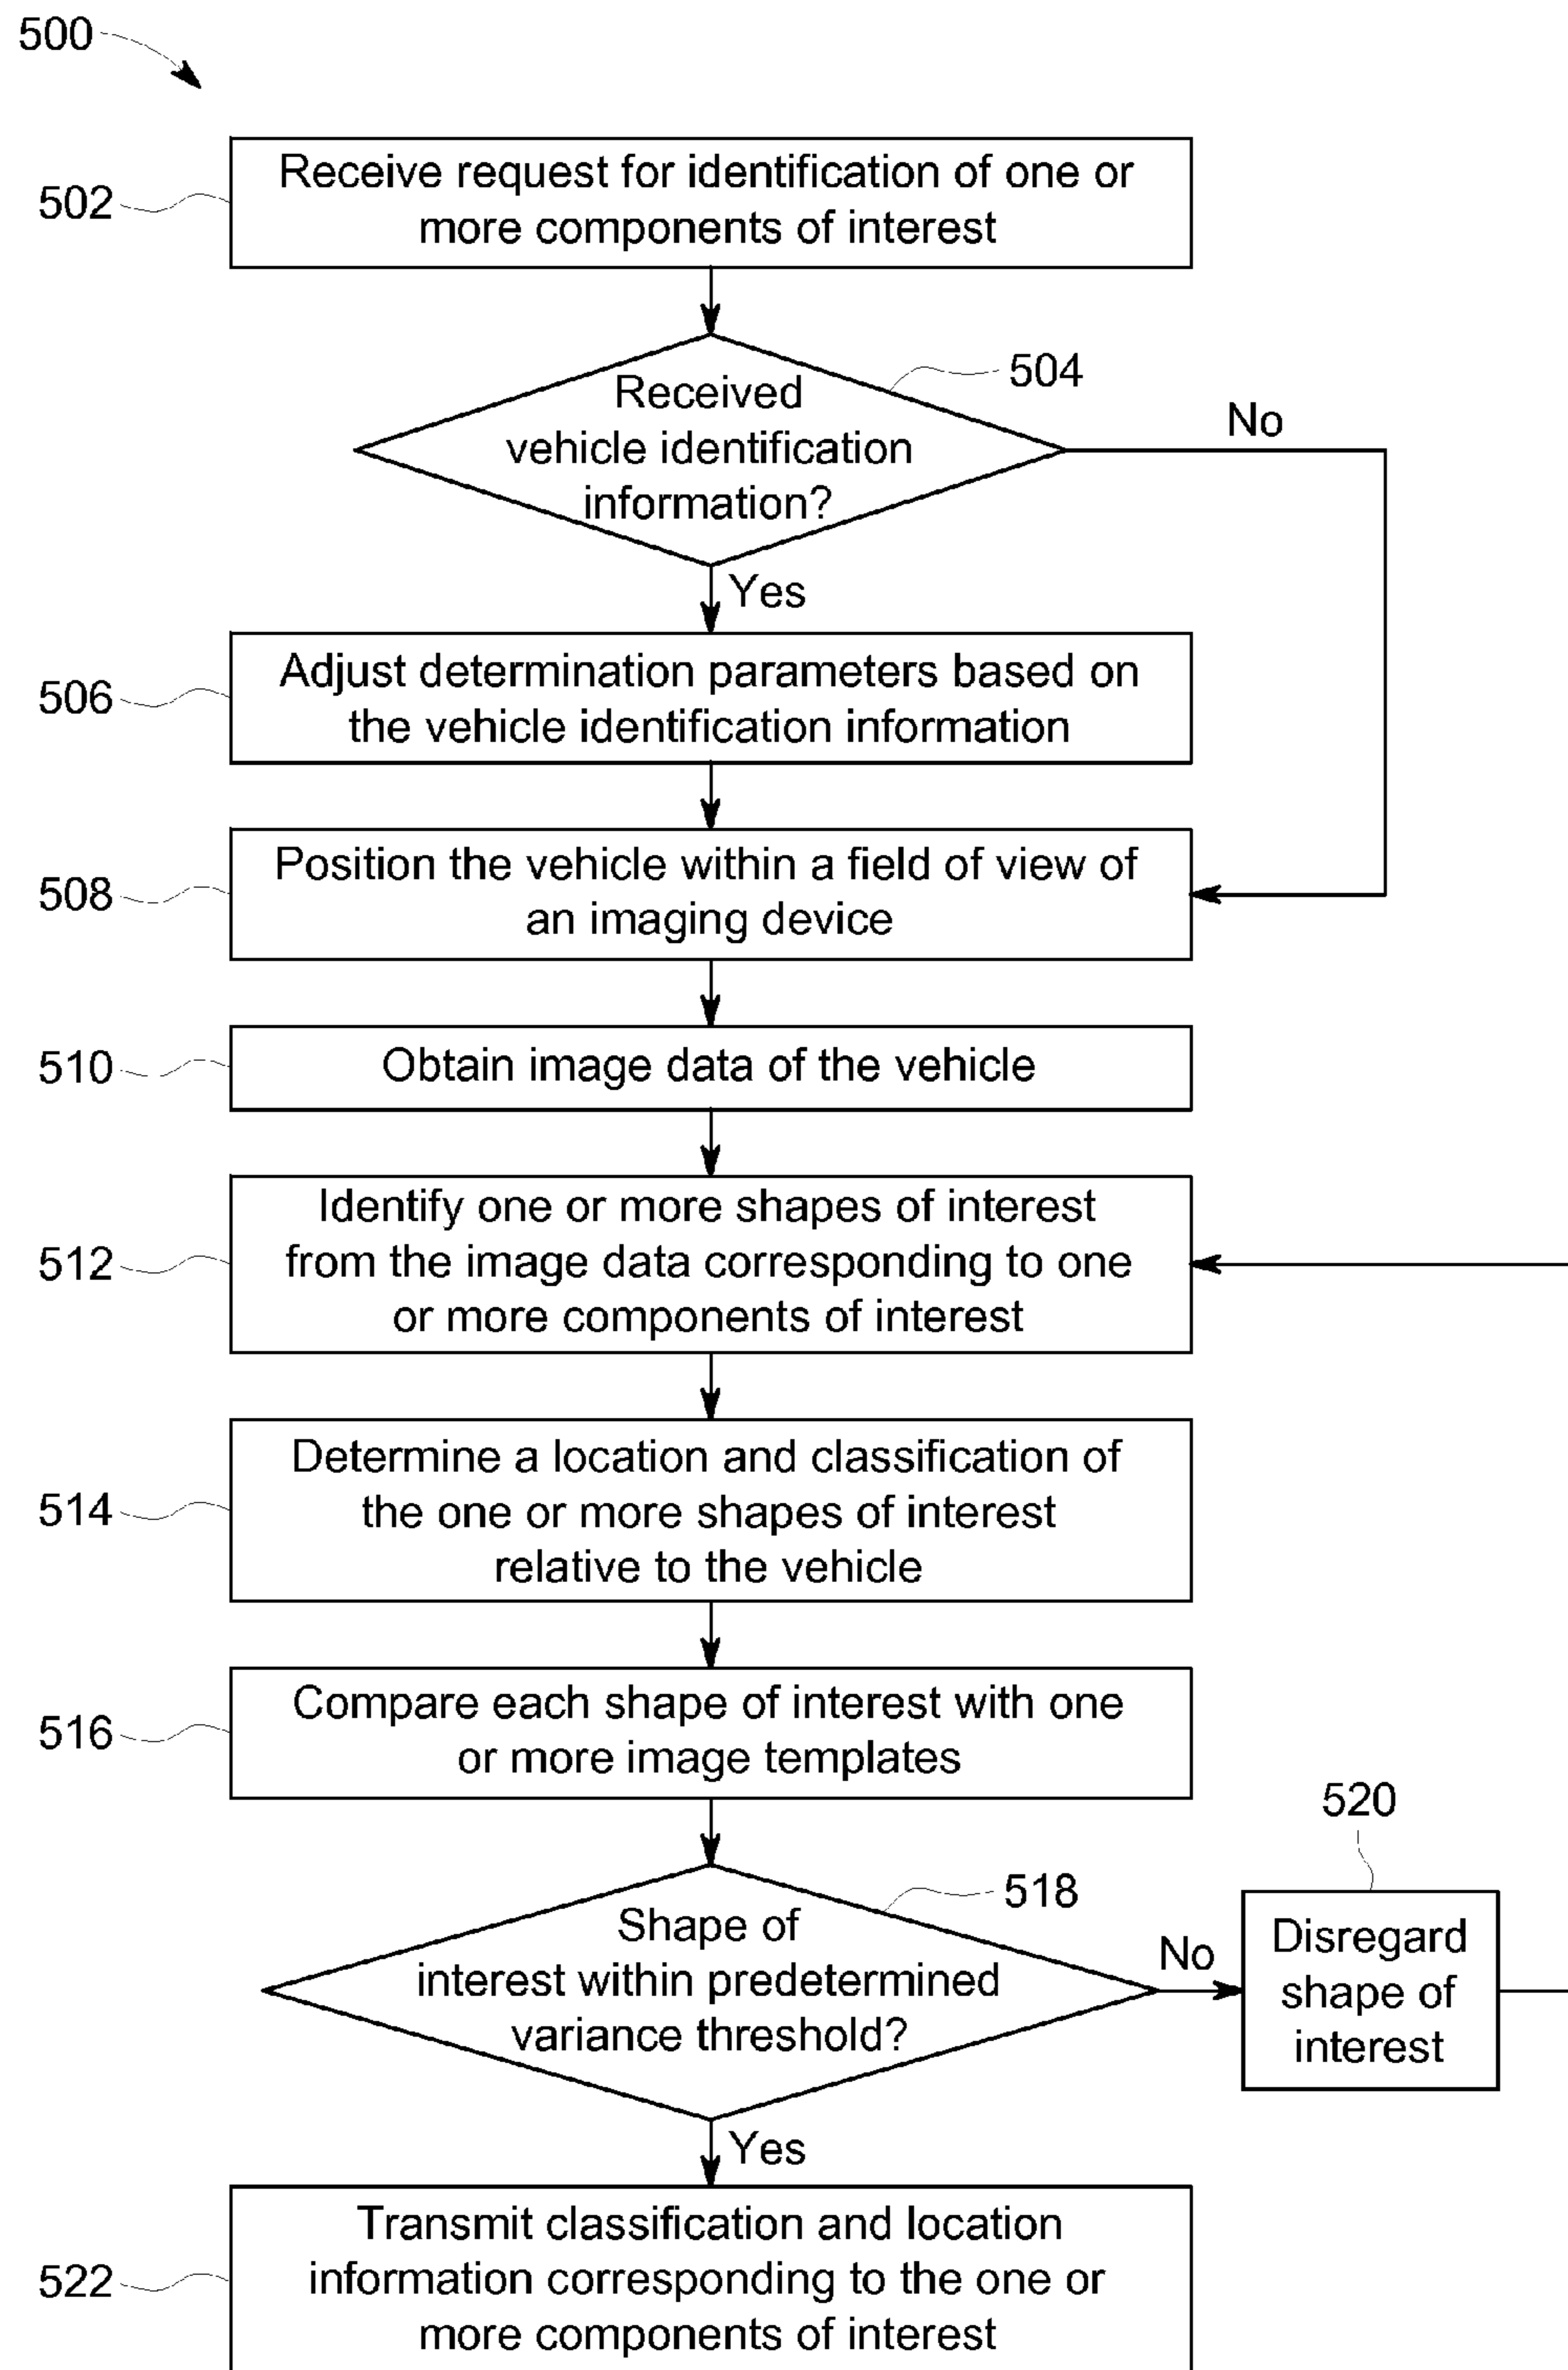 500
502
Receive request for identification of one or
more components of interest
504
Received
vehicle identification
information?
No
Yes
506
Adjust determination parameters based on
the vehicle identification information
508
Position the vehicle within a field of view of
an imaging device
510
Obtain image data of the vehicle
512
Identify one or more shapes of interest
from the image data corresponding to one
or more components of interest
514
Determine a location and classification of
the one or more shapes of interest
relative to the vehicle
516
Compare each shape of interest with one
or more image templates
518
Shape of
interest within predetermined
variance threshold?
No
520
Disregard
shape of
interest
Yes
522
Transmit classification and location
information corresponding to the one or
more components of interest